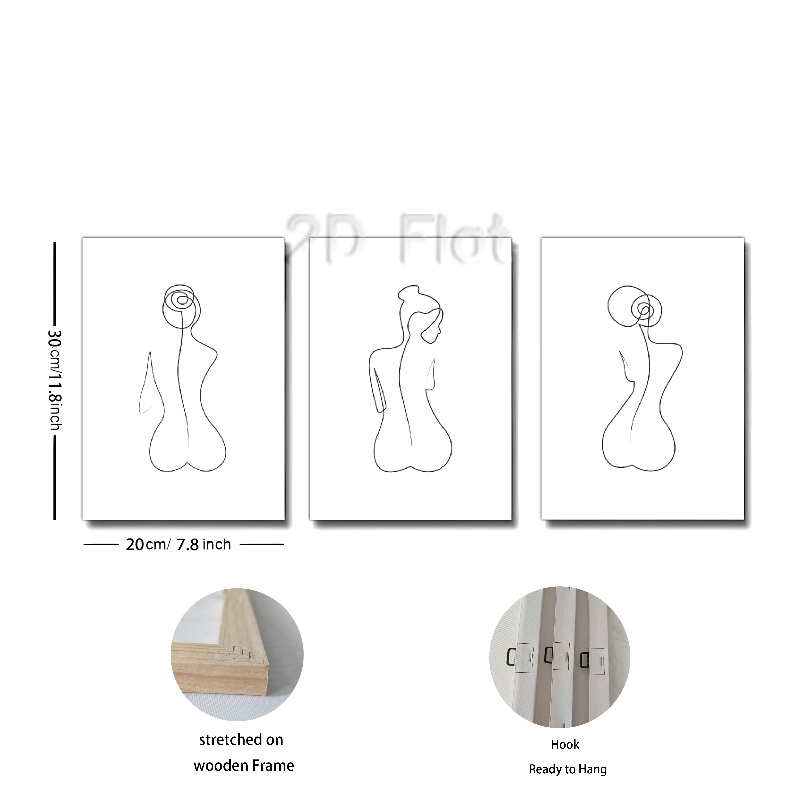 2D Flat
30cm/11.8inch
20cm/ 7.8 inch
stretched on
wooden Frame
Hook
Ready to Hang